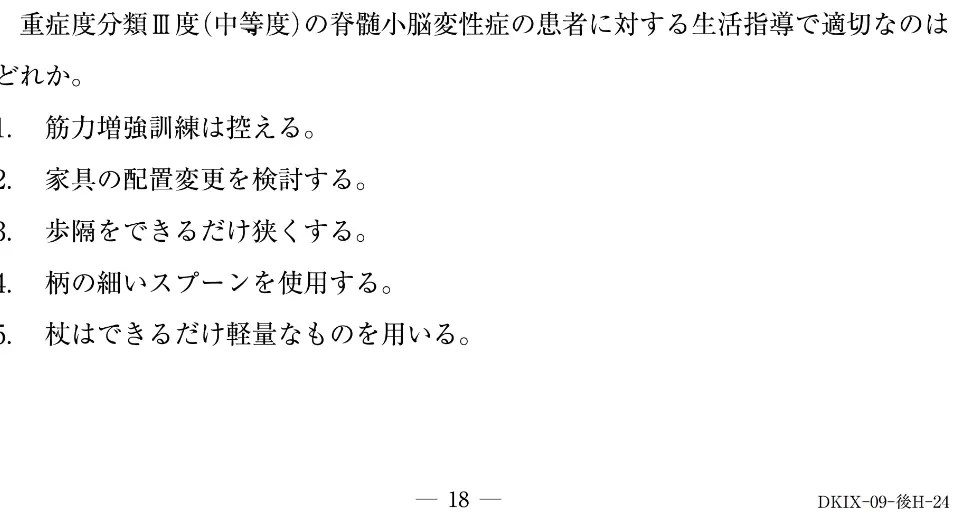 重症度分類Ⅲ度(中等度)の脊髄小脳変性症の患者に対する生活指導で適切なのは
どれか。
1. 筋力増強訓練は控える。
2. 家具の配置変更を検討する。
3. 歩隔をできるだけ狭くする。
4. 柄の細いスプーンを使用する。
5. 杖はできるだけ軽量なものを用いる。
— 18 —
DKIX-09-後H-24